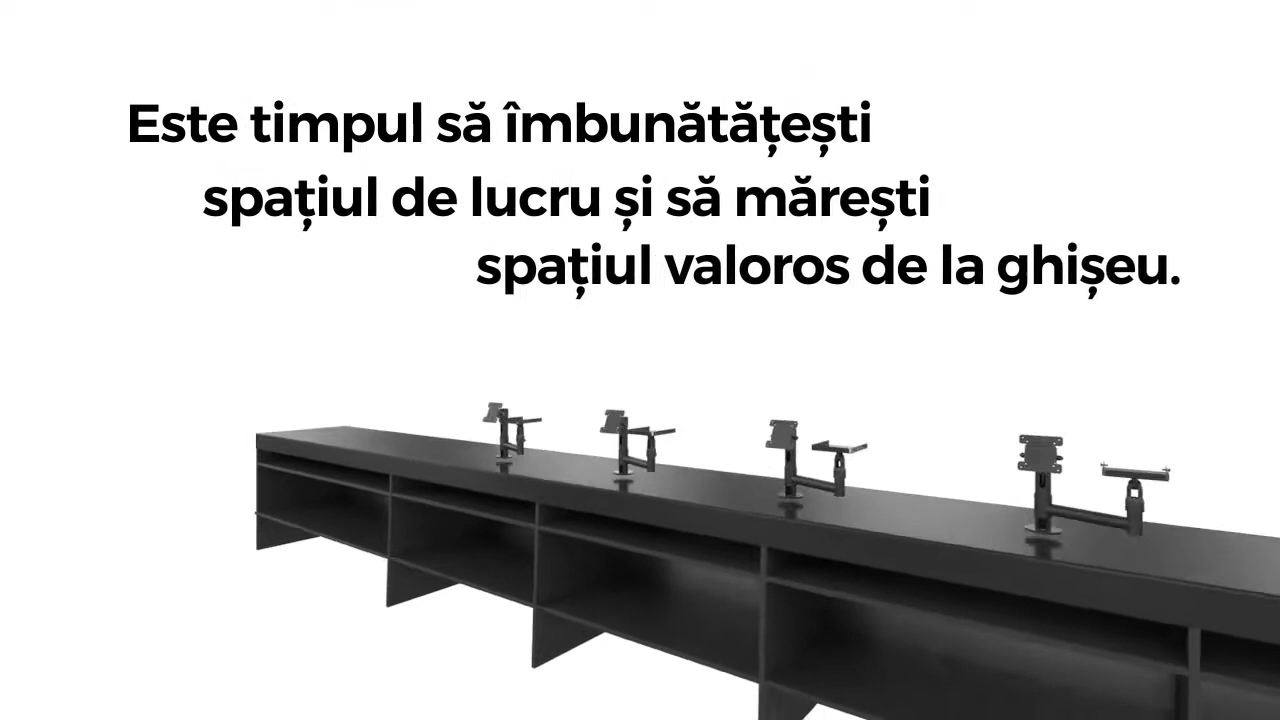 Este timpul să îmbunătățești
spațiul de lucru și să mărești
spațiul valoros de la ghișeu.